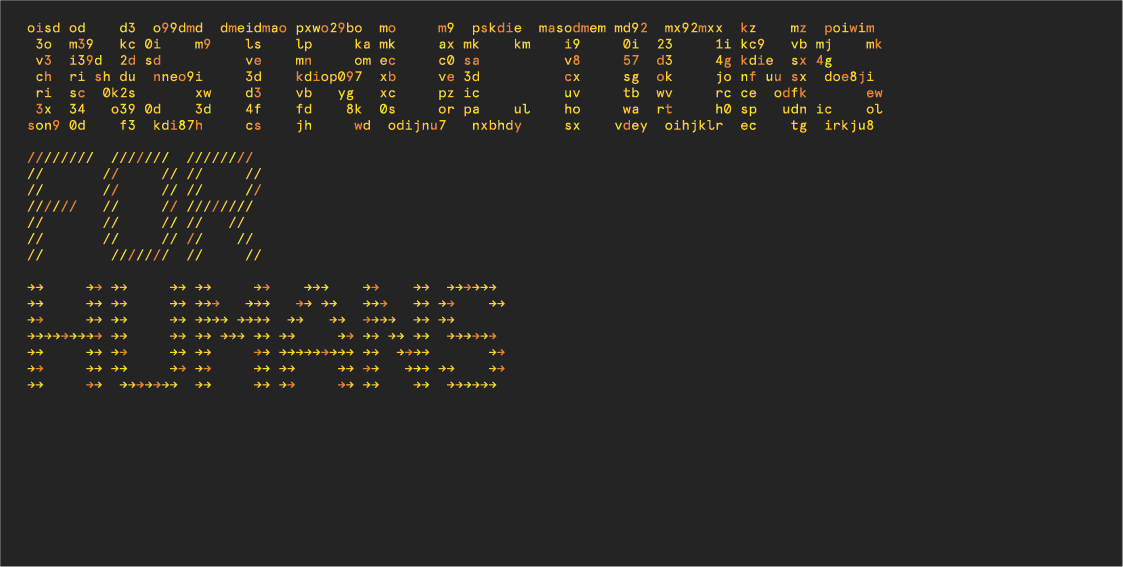 oisd od    d3  o99dmd  dmeidmao pxwo29bo  mo     m9  pskdie  masodmem md92  mx92mxx  kz    mz  poiwim
 3o  m39   kc 0i    m9    ls    lp     ka mk     ax mk    km    i9     0i  23     1i kc9   vb mj    mk
 v3  i39d  2d sd          ve    mn     om ec     c0 sa          v8     57  d3     4g kdie  sx 4g
 ch  ri sh du  nneo9i     3d    kdiop097  xb     ve 3d          cx     sg  ok     jo nf uu sx  doe8ji
 ri  sc  0k2s       xw    d3    vb   yg   xc     pz ic          uv     tb  wv     rc ce  odfk       ew
 3x  34   o39 0d    3d    4f    fd    8k  0s     or pa    ul    ho     wa  rt     h0 sp   udn ic    ol
son9 0d    f3  kdi87h     cs    jh     wd  odijnu7   nxbhdy     sx    vdey  oihjklr  ec    tg  irkju8
////////  ///////  ////////
//       //     // //     //
//       //     // //     //
//////   //     // ////////
//       //     // //   //
//       //     // //    //
//        ///////  //     //
→→     →→ →→     →→ →→     →→    →→→    →→    →→  →→→→→→
→→     →→ →→     →→ →→→   →→→   →→ →→   →→→   →→ →→    →→
→→     →→ →→     →→ →→→→ →→→→  →→   →→  →→→→  →→ →→
→→→→→→→→→ →→     →→ →→ →→→ →→ →→     →→ →→ →→ →→  →→→→→→
→→     →→ →→     →→ →→     →→ →→→→→→→→→ →→  →→→→       →→
→→     →→ →→     →→ →→     →→ →→     →→ →→   →→→ →→    →→
→→     →→  →→→→→→→  →→     →→ →→     →→ →→    →→  →→→→→→